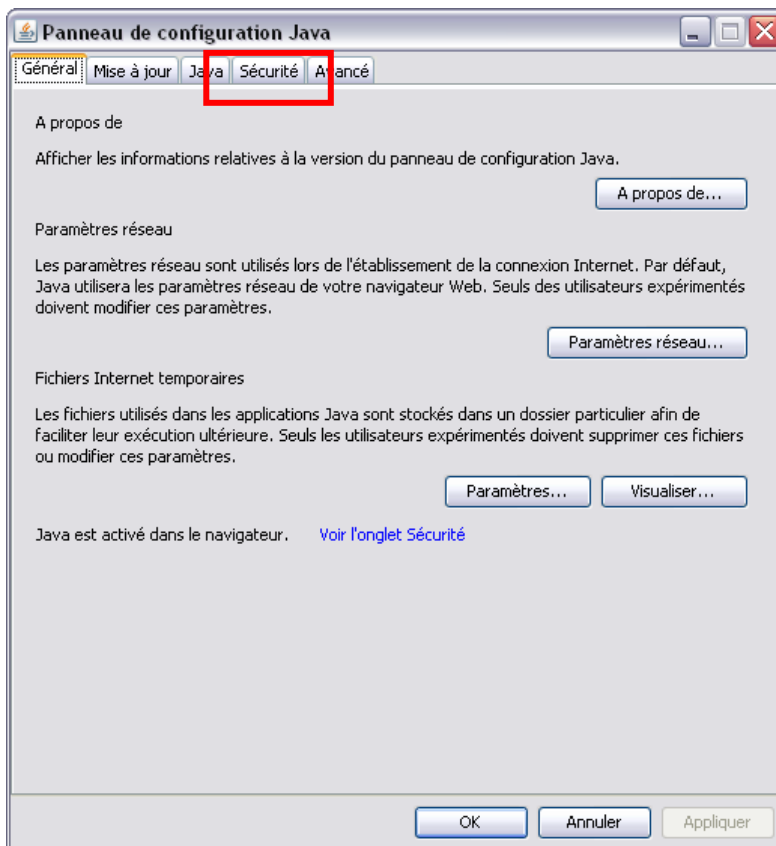 Panneau de configuration Java
Général Mise à jour Java Sécurité Avancé
A propos de
Afficher les informations relatives à la version du panneau de configuration Java.
A propos de...
Paramètres réseau
Les paramètres réseau sont utilisés lors de l'établissement de la connexion Internet. Par défaut,
Java utilisera les paramètres réseau de votre navigateur Web. Seuls des utilisateurs expérimentés
doivent modifier ces paramètres.
Paramètres réseau...
Fichiers Internet temporaires
Les fichiers utilisés dans les applications Java sont stockés dans un dossier particulier afin de
faciliter leur exécution ultérieure. Seuls les utilisateurs expérimentés doivent supprimer ces fichiers
ou modifier ces paramètres.
Paramètres... Visualiser...
Java est activé dans le navigateur. Voir l'onglet Sécurité
OK Annuler Appliquer